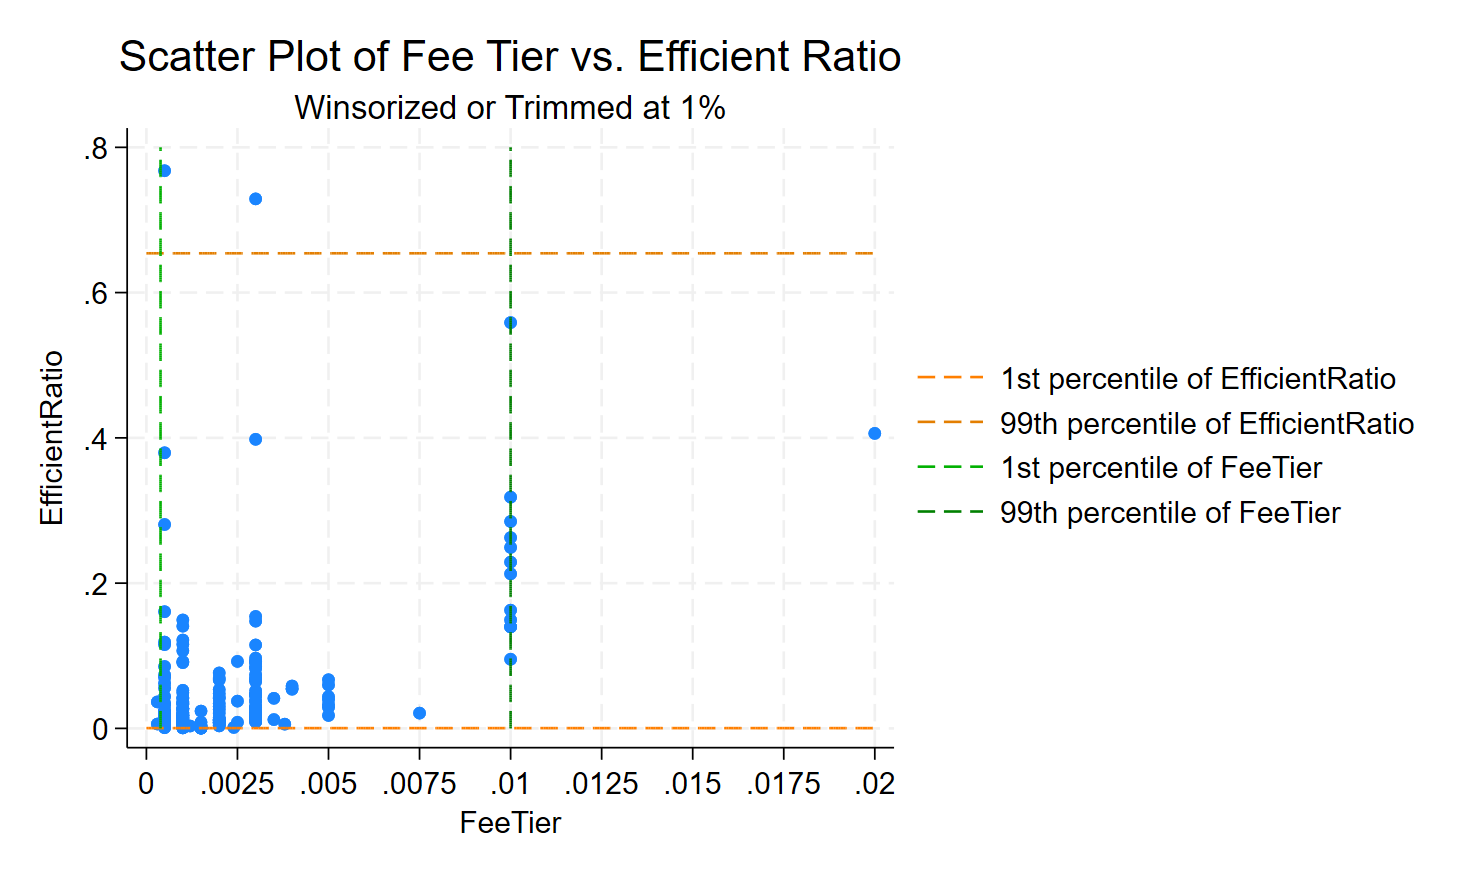 Scatter Plot of Fee Tier vs. Efficient Ratio
Winsorized or Trimmed at 1%
EfficientRatio
.8
.6
.4
.2
0
0 .0025 .005 .0075 .01 .0125 .015 .0175 .02
FeeTier
1st percentile of EfficientRatio
99th percentile of EfficientRatio
1st percentile of FeeTier
99th percentile of FeeTier